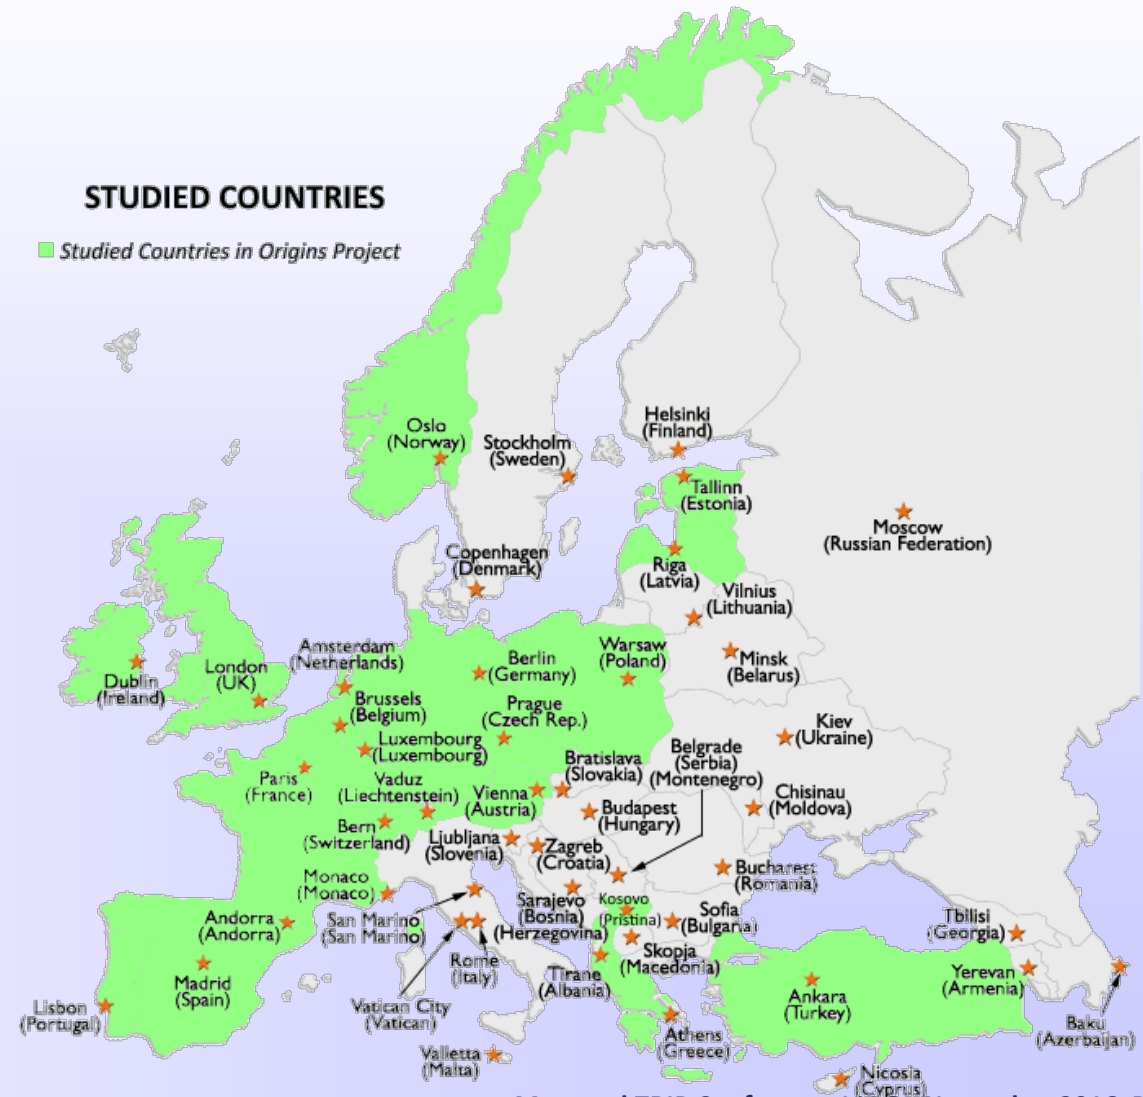 STUDIED COUNTRIES
Studied Countries in Origins Project
Helsinki
(Finland)
Oslo
(Norway)
Stockholm
(Sweden)
Tallinn
(Estonia)
Moscow
(Russian Federation)
Copenhagen
(Denmark)
Riga
(Latvia)
Vilnius
(Lithuania)
Amsterdam
(Netherlands)
Warsaw
(Poland)
Minsk
(Belarus)
Berlin
(Germany)
London
(UK)
Dublin
(Ireland)
Brussels
(Belgium)
Prague
(Czech Rep.)
Kiev
(Ukraine)
Luxembourg
(Luxembourg)
Belgrade
(Serbia)
(Montenegro)
Bratislava
(Slovakia)
Paris
(France)
Vaduz
(Liechtenstein)
Vienna
(Austria)
Chisinau
(Moldova)
Budapest
(Hungary)
Bern
(Switzerland)
Ljubljana
(Slovenia)
Zagreb
(Croatia)
Bucharest
(Romania)
Monaco
(Monaco)
Sarajevo
(Bosnia)
(Herzegovina)
Kosovo
(Pristina)
Sofia
(Bulgaria)
Andorra
(Andorra)
San Marino
(San Marino)
Tbilisi
(Georgia)
Skopja
(Macedonia)
Rome
(Italy)
Tirane
(Albania)
Yerevan
(Armenia)
Madrid
(Spain)
Ankara
(Turkey)
Lisbon
(Portugal)
Vatican City
(Vatican)
Baku
(Azerbaijan)
Athens
(Greece)
Valletta
(Malta)
Nicosia
(Cyprus)